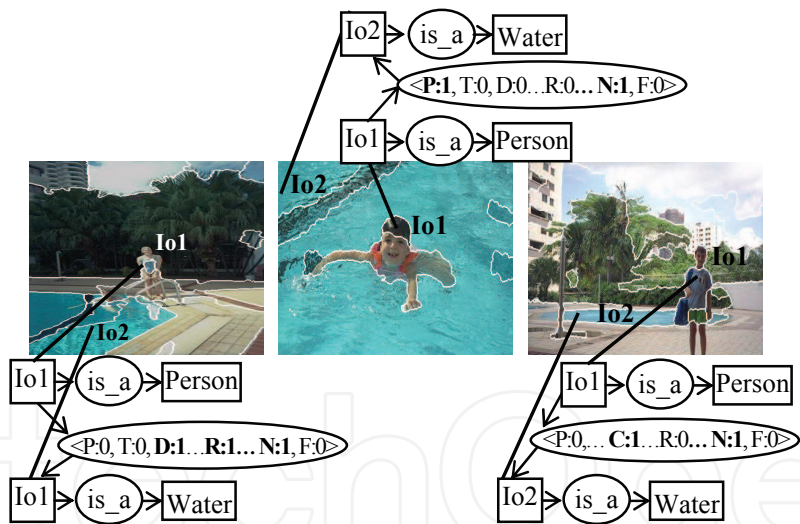 Io2 is_a Water
<P:1, T:0, D:0...R:0... N:1, F:0>
Io1 is_a Person
Io2
Io1
Io1
Io2
Io1
Io2
Io1 is_a Person
<P:0, T:0, D:1...R:1... N:1, F:0>
Io1 is_a Water
Io1 is_a Person
<P:0,... C:1...R:0... N:1, F:0>
Io2 is_a Water